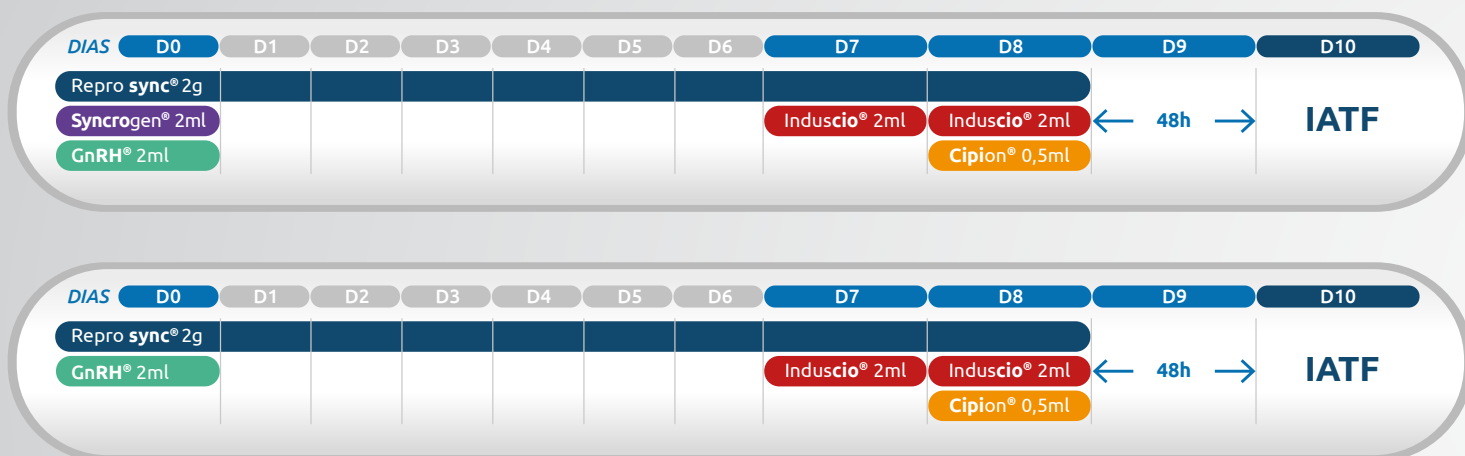 DIAS D0 D1 D2 D3 D4 D5 D6 D7 D8 D9 D10
Repro sync® 2g
Syncrogen® 2ml Induscio® 2ml Induscio® 2ml 48h IATF
GnRH® 2ml Cipion® 0,5ml
DIAS D0 D1 D2 D3 D4 D5 D6 D7 D8 D9 D10
Repro sync® 2g
GnRH® 2ml Induscio® 2ml Induscio® 2ml 48h IATF
Cipion® 0,5ml